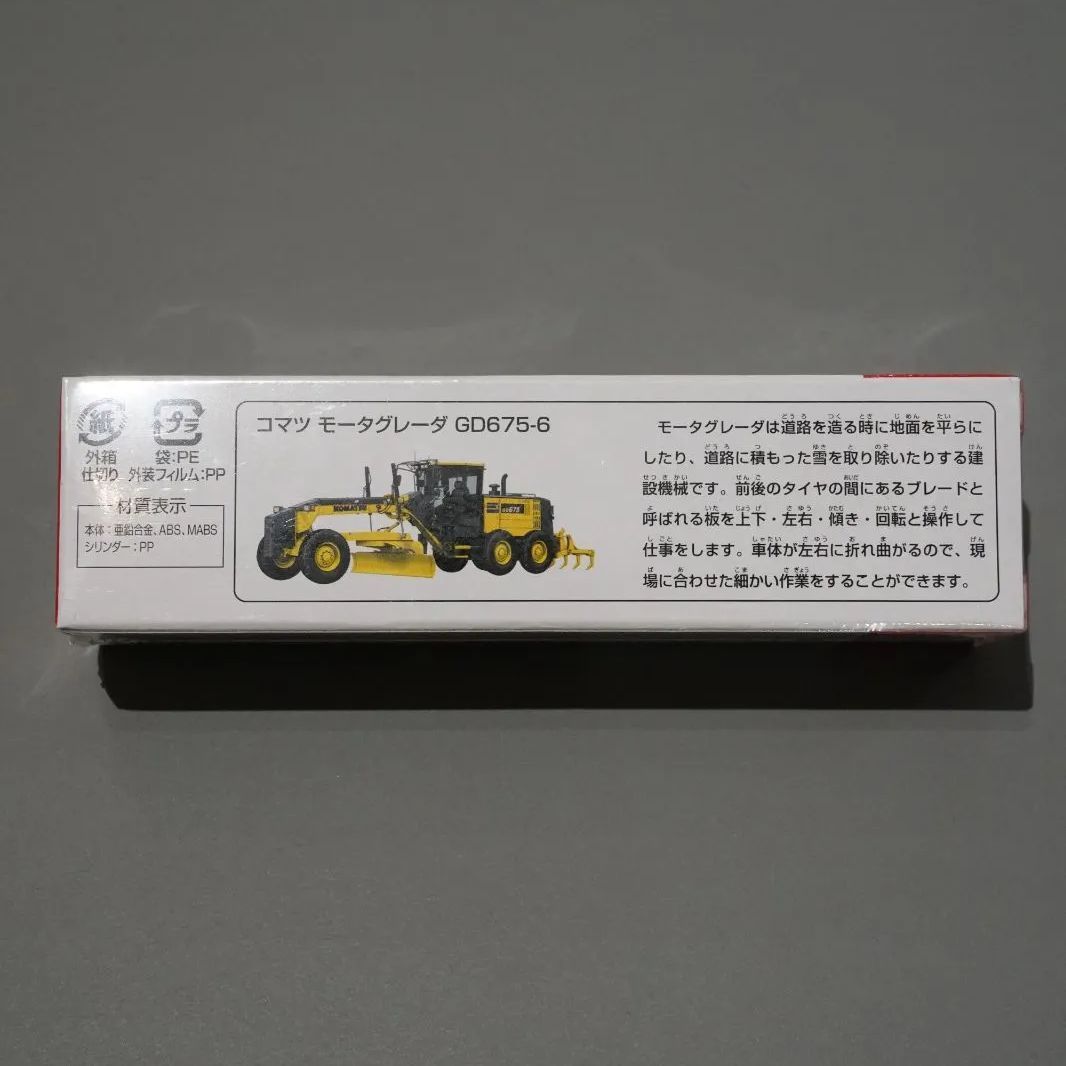 紙 プラ
外箱 袋:PE
仕切り 外装フィルム:PP
材質表示
本体:亜鉛合金、ABS、MABS
シリンダー:PP
コマツ モータグレーダ GD675-6
KOMATSU
GD675
モータグレーダは道路を造る時に地面を平らに
したり、道路に積もった雪を取り除いたりする建
設機械です。前後のタイヤの間にあるブレードと
呼ばれる板を上下・左右・傾き・回転と操作して
仕事をします。車体が左右に折れ曲がるので、現
場に合わせた細かい作業をすることができます。